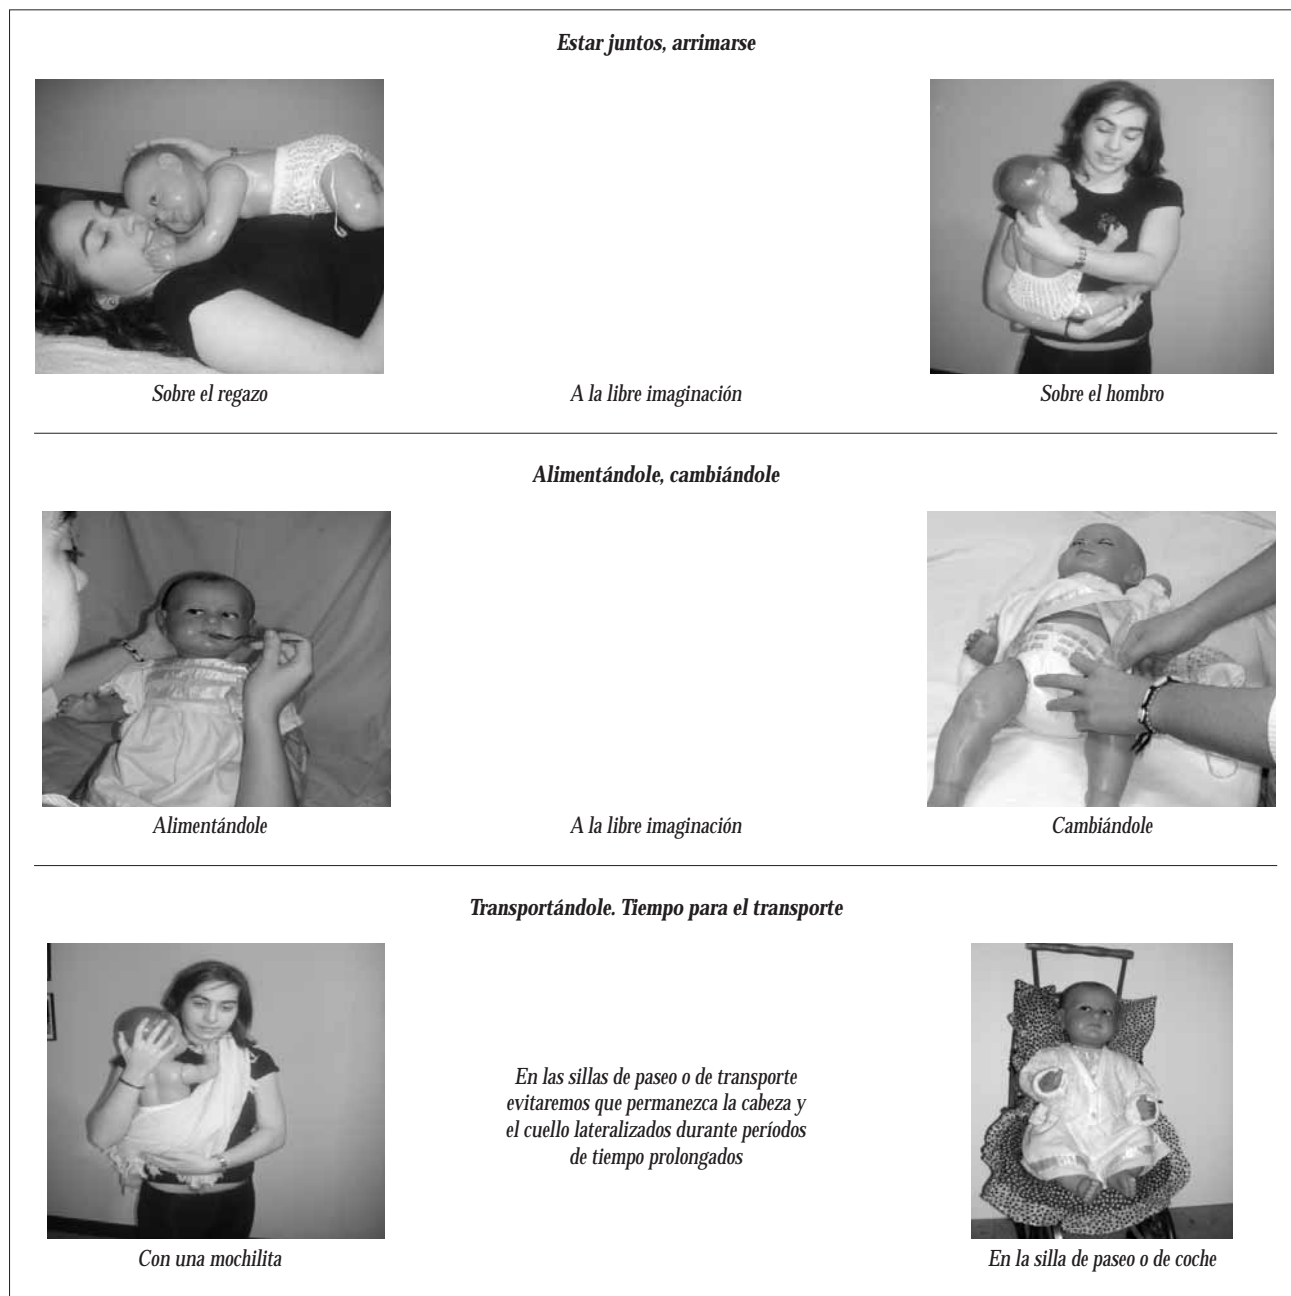 Estar juntos, arrimarse
Sobre el regazo
A la libre imaginación
Sobre el hombro
Alimentándole, cambiándole
Alimentándole
A la libre imaginación
Cambiándole
Transportándole. Tiempo para el transporte
En las sillas de paseo o de transporte
evitaremos que permanezca la cabeza y
el cuello lateralizados durante períodos
de tiempo prolongados
Con una mochilita
En la silla de paseo o de coche